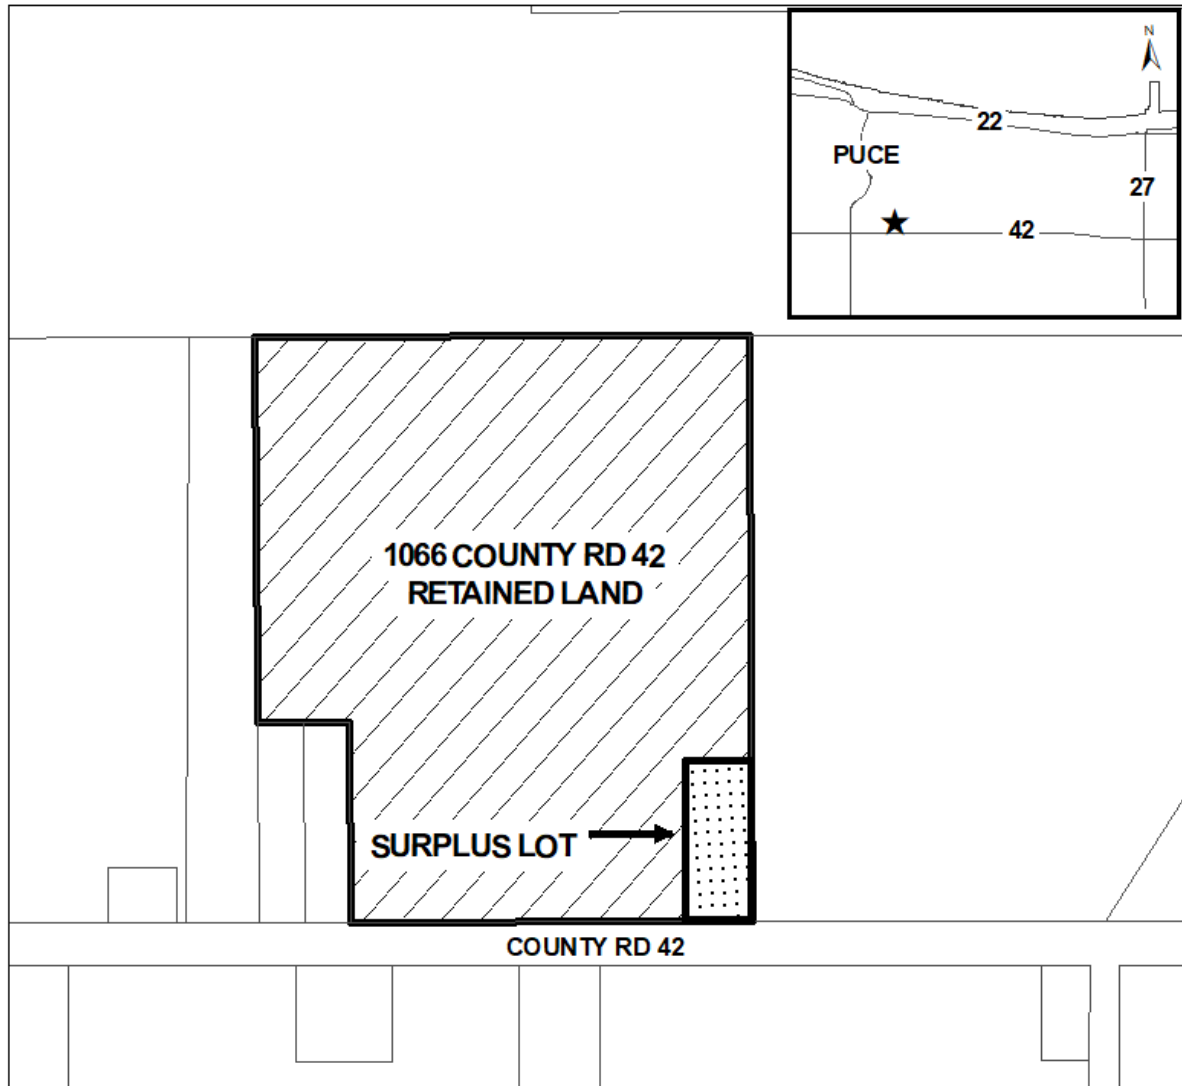 N
22
PUCE
27
42
1066 COUNTY RD 42
RETAINED LAND
SURPLUS LOT
COUNTY RD 42